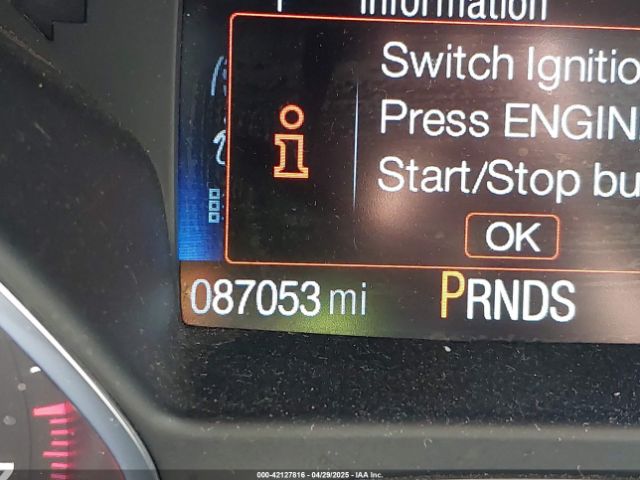 Information
Switch Ignitio
Press ENGIN
Start/Stop bu
OK
087053 mi PRNDS
000-42127816 - 04/29/2025 - IAA Inc.